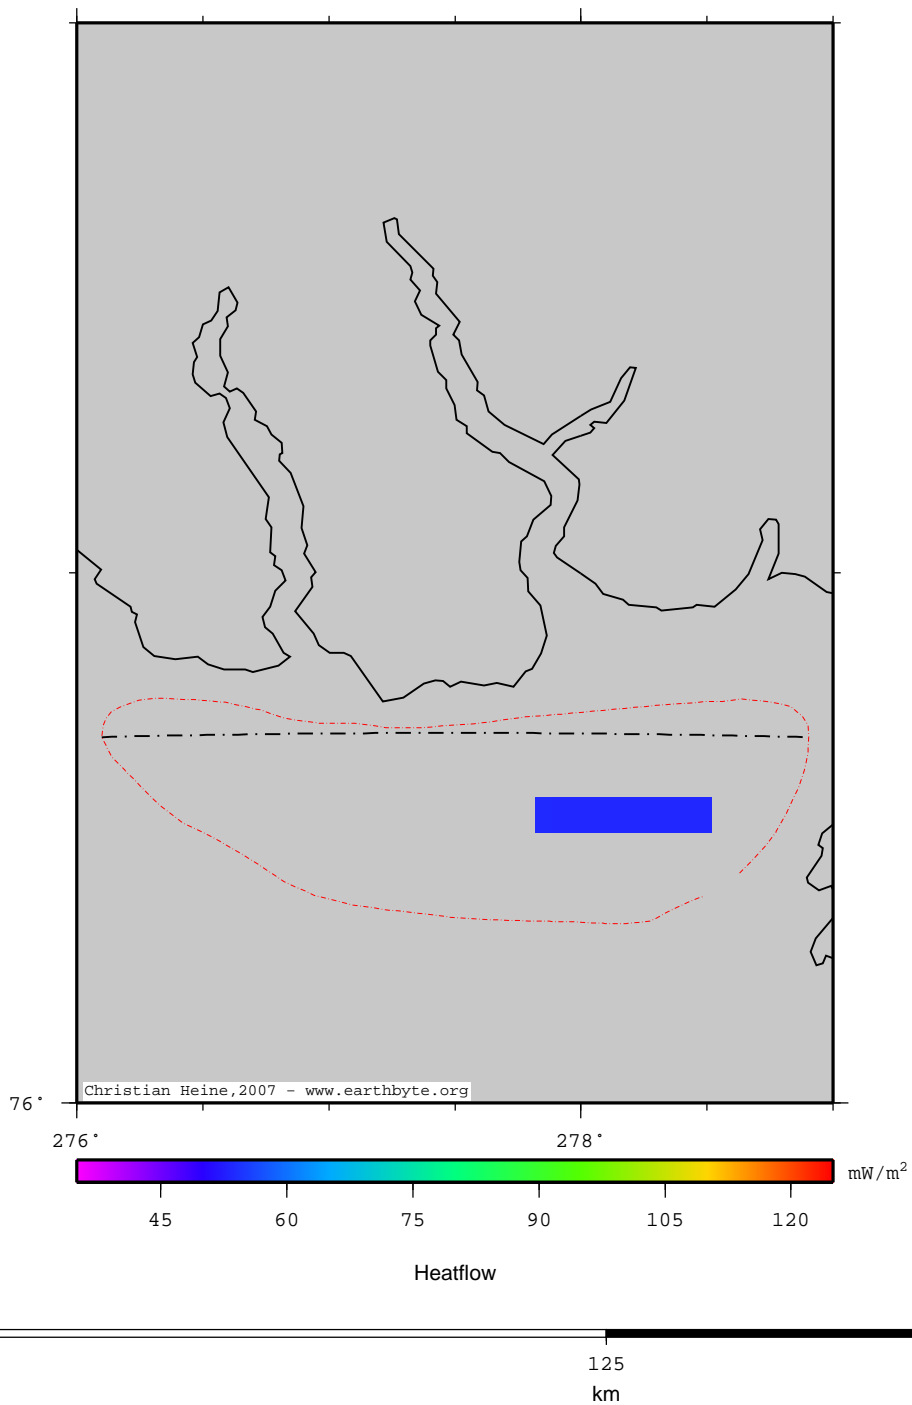 Christian Heine,2007 - www.earthbyte.org
76°
276° 278°
mW/m²
45 60 75 90 105 120
Heatflow
125
km